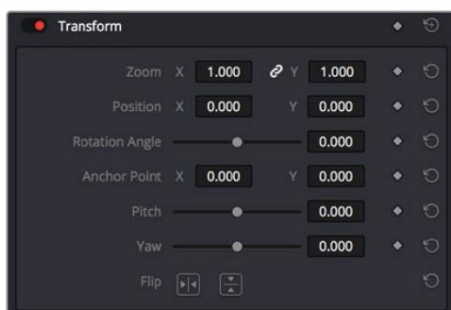 Transform
Zoom X 1.000 Y 1.000
Position X 0.000 Y 0.000
Rotation Angle 0.000
Anchor Point X 0.000 Y 0.000
Pitch 0.000
Yaw 0.000
Flip